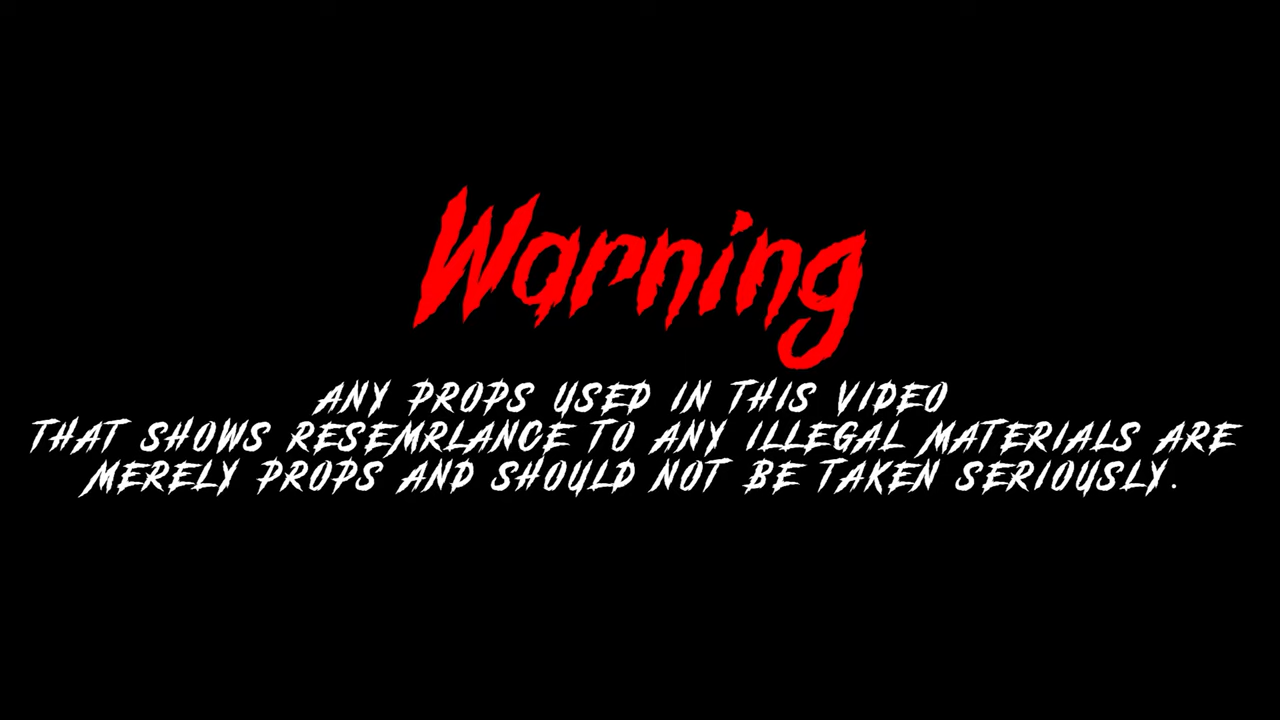 Warning
ANY PROPS USED IN THIS VIDEO
THAT SHOWS RESEMRLANCE TO ANY ILLEGAL MATERIALS ARE
MERELY PROPS AND SHOULD NOT BE TAKEN SERIOUSLY.